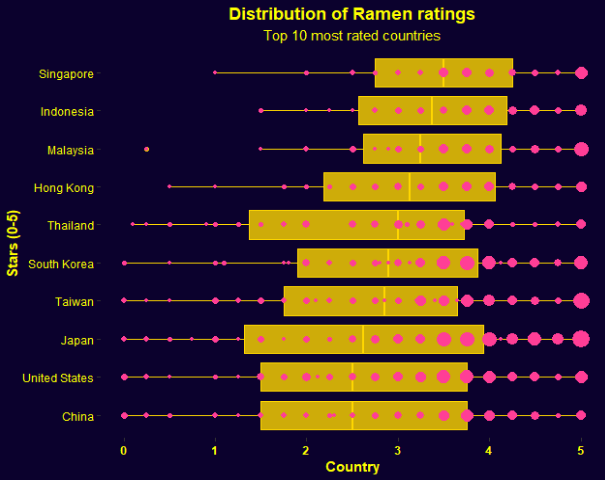 Distribution of Ramen ratings
Top 10 most rated countries
Stars (0-5)
Singapore
Indonesia
Malaysia
Hong Kong
Thailand
South Korea
Taiwan
Japan
United States
China
0 1 2 3 4 5
Country